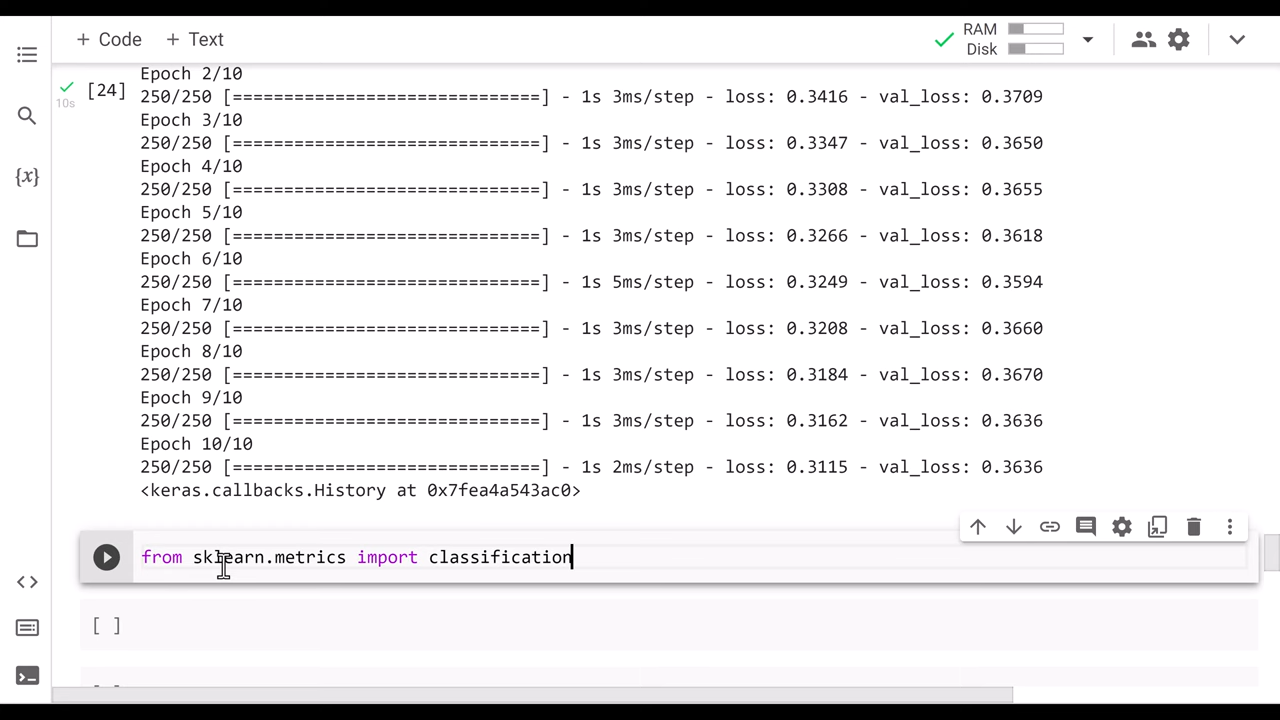 + Code + Text
RAM
Disk
[24]
10s
Epoch 2/10
250/250 [==============================] - 1s 3ms/step - loss: 0.3416 - val_loss: 0.3709
Epoch 3/10
250/250 [==============================] - 1s 3ms/step - loss: 0.3347 - val_loss: 0.3650
Epoch 4/10
250/250 [==============================] - 1s 3ms/step - loss: 0.3308 - val_loss: 0.3655
Epoch 5/10
250/250 [==============================] - 1s 3ms/step - loss: 0.3266 - val_loss: 0.3618
Epoch 6/10
250/250 [==============================] - 1s 5ms/step - loss: 0.3249 - val_loss: 0.3594
Epoch 7/10
250/250 [==============================] - 1s 3ms/step - loss: 0.3208 - val_loss: 0.3660
Epoch 8/10
250/250 [==============================] - 1s 3ms/step - loss: 0.3184 - val_loss: 0.3670
Epoch 9/10
250/250 [==============================] - 1s 3ms/step - loss: 0.3162 - val_loss: 0.3636
Epoch 10/10
250/250 [==============================] - 1s 2ms/step - loss: 0.3115 - val_loss: 0.3636
<keras.callbacks.History at 0x7fea4a543ac0>
from sklearn.metrics import classification
[ ]